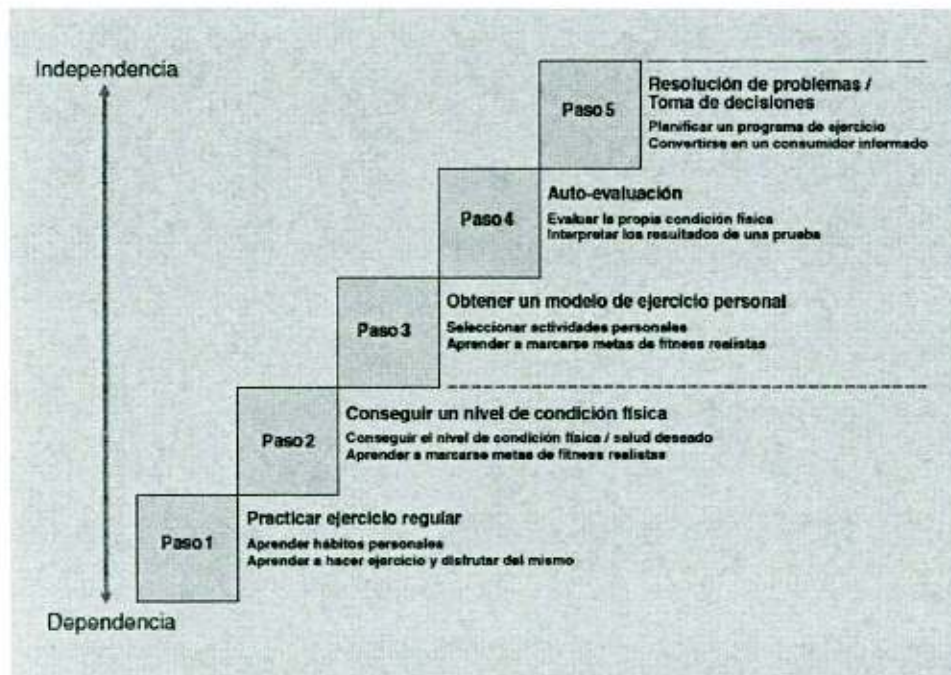 Independencia
Paso 5
Resolución de problemas /
Toma de decisiones
Planificar un programa de ejercicio
Convertirse en un consumidor informado
Paso 4
Auto-evaluación
Evaluar la propia condición física
Interpretar los resultados de una prueba
Paso 3
Obtener un modelo de ejercicio personal
Seleccionar actividades personales
Aprender a marcarse metas de fitness realistas
Paso 2
Conseguir un nivel de condición física
Conseguir el nivel de condición física / salud deseado
Aprender a marcarse metas de fitness realistas
Paso 1
Practicar ejercicio regular
Aprender hábitos personales
Aprender a hacer ejercicio y disfrutar del mismo
Dependencia